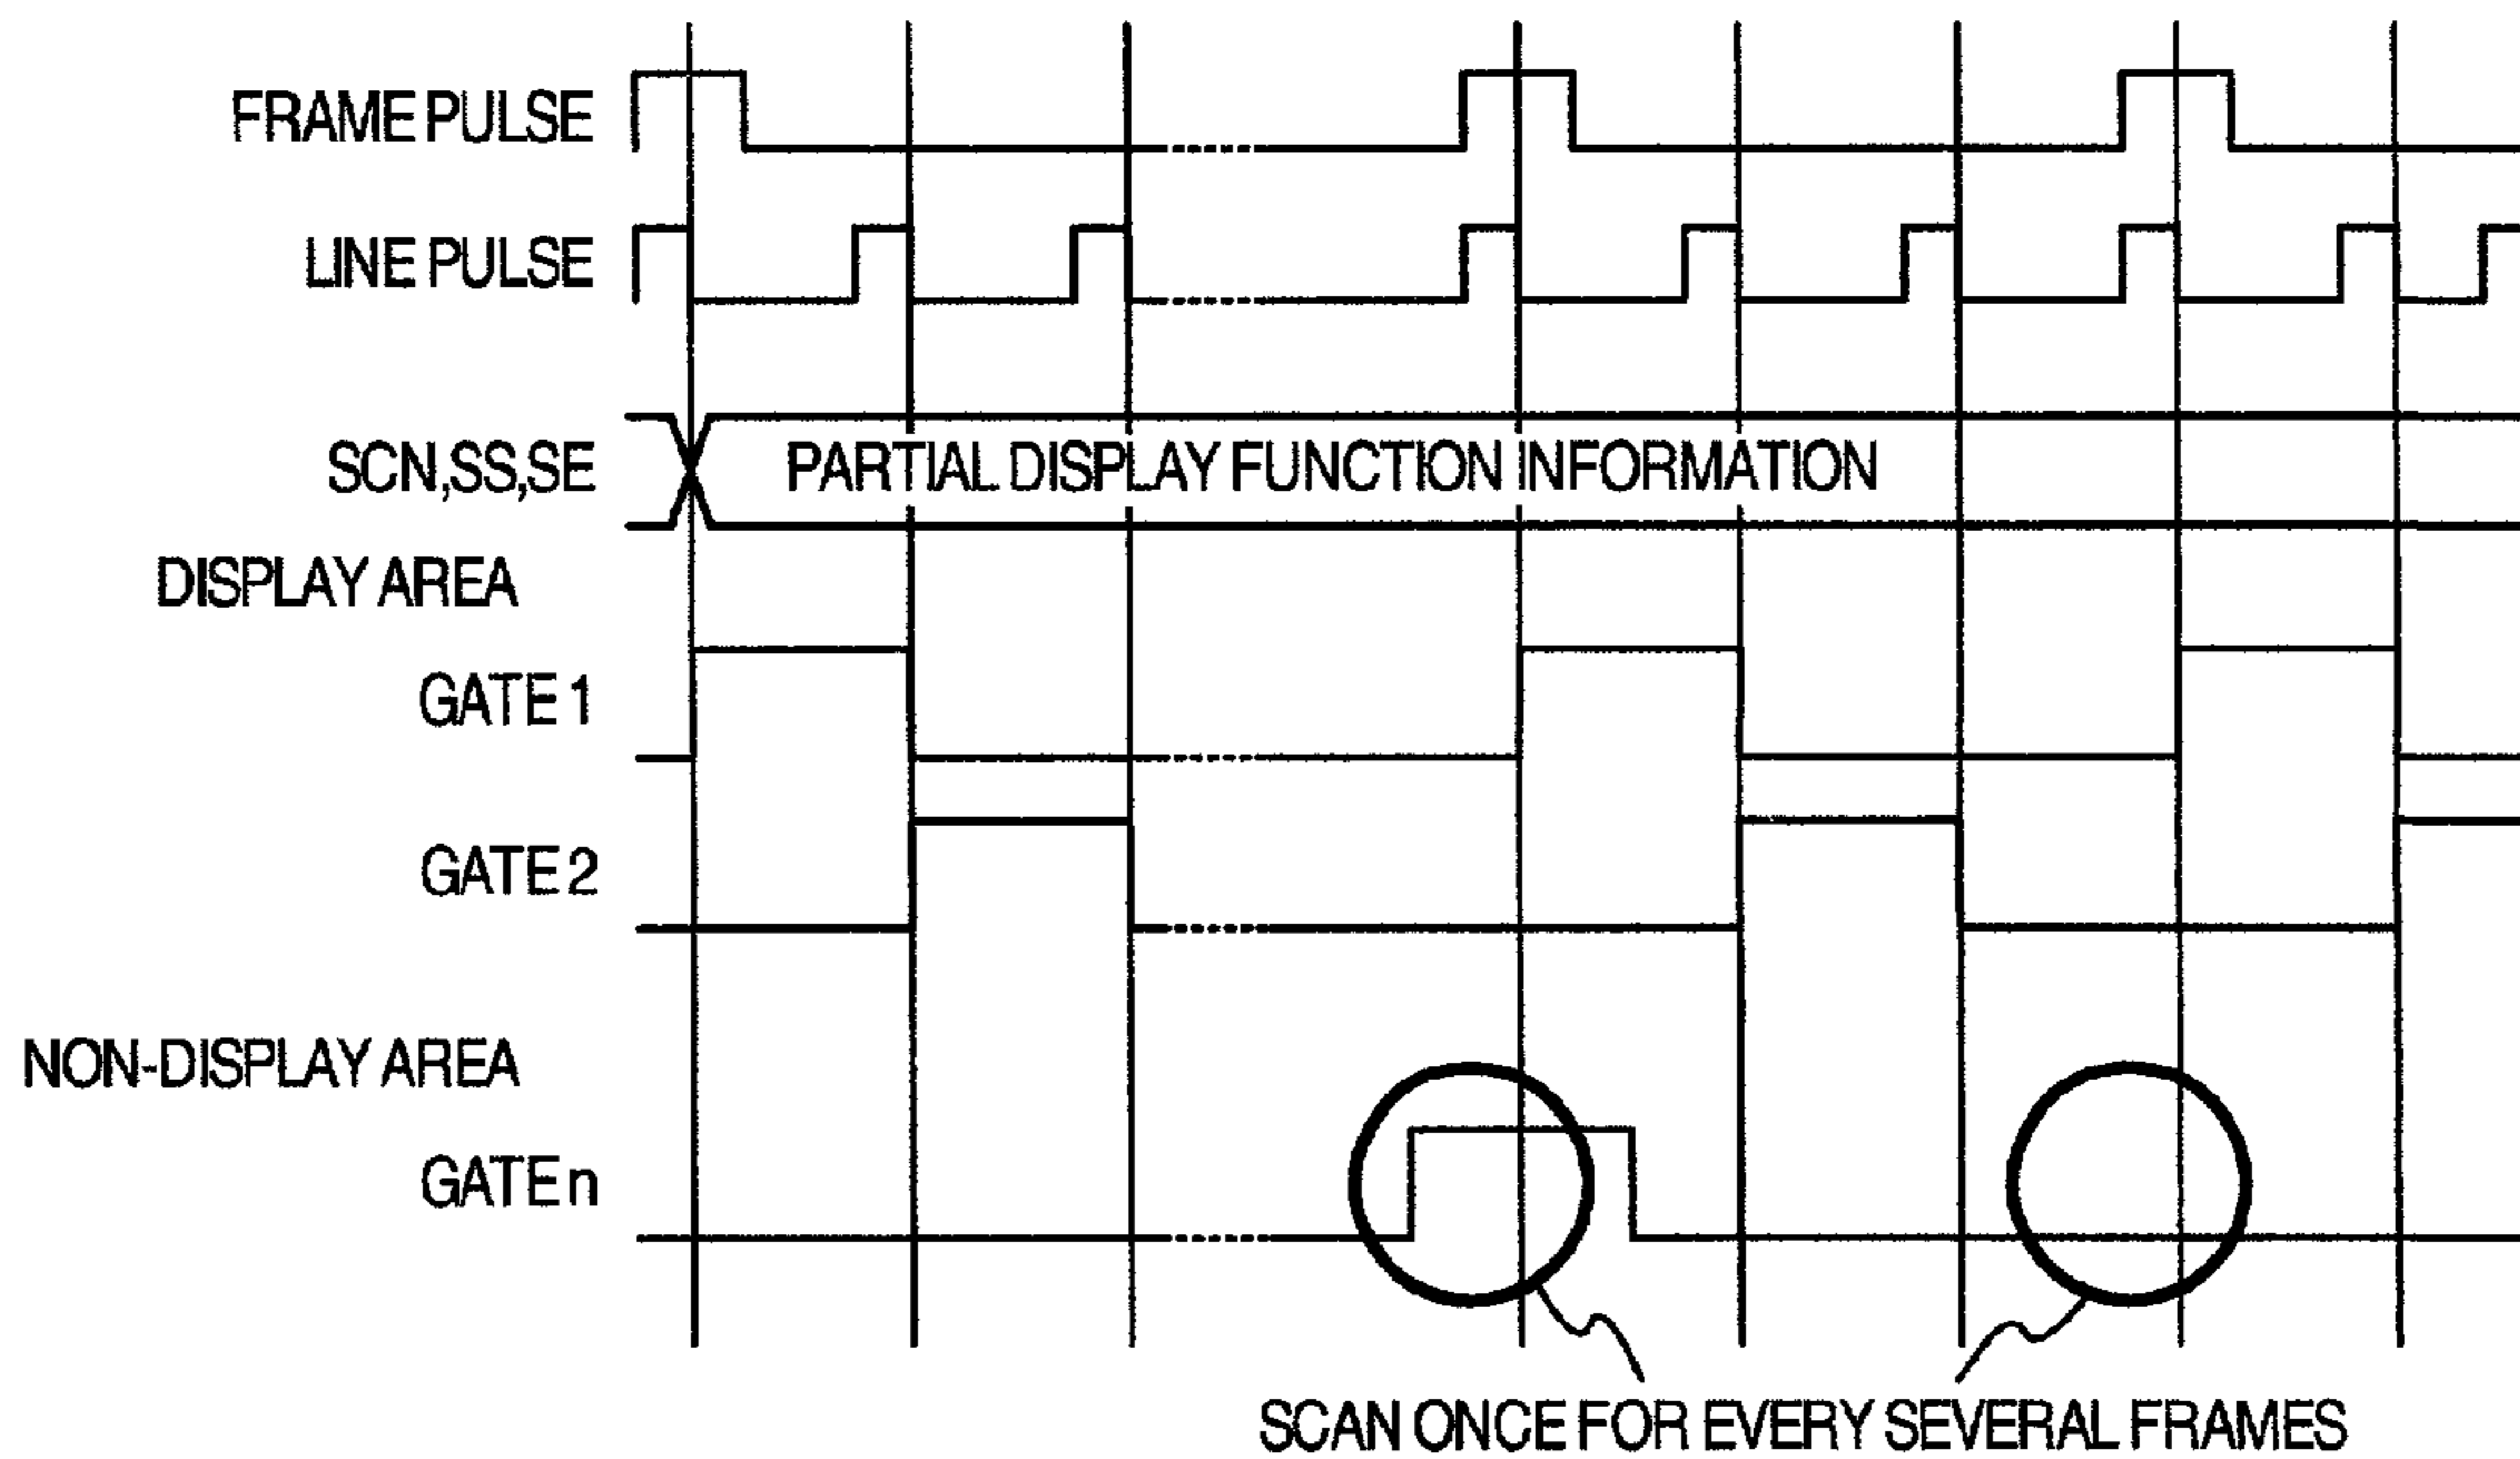 FRAME PULSE
LINE PULSE
SCN,SS,SE
PARTIAL DISPLAY FUNCTION INFORMATION
DISPLAY AREA
GATE 1
GATE 2
NON-DISPLAY AREA
GATE n
SCAN ONCE FOR EVERY SEVERAL FRAMES